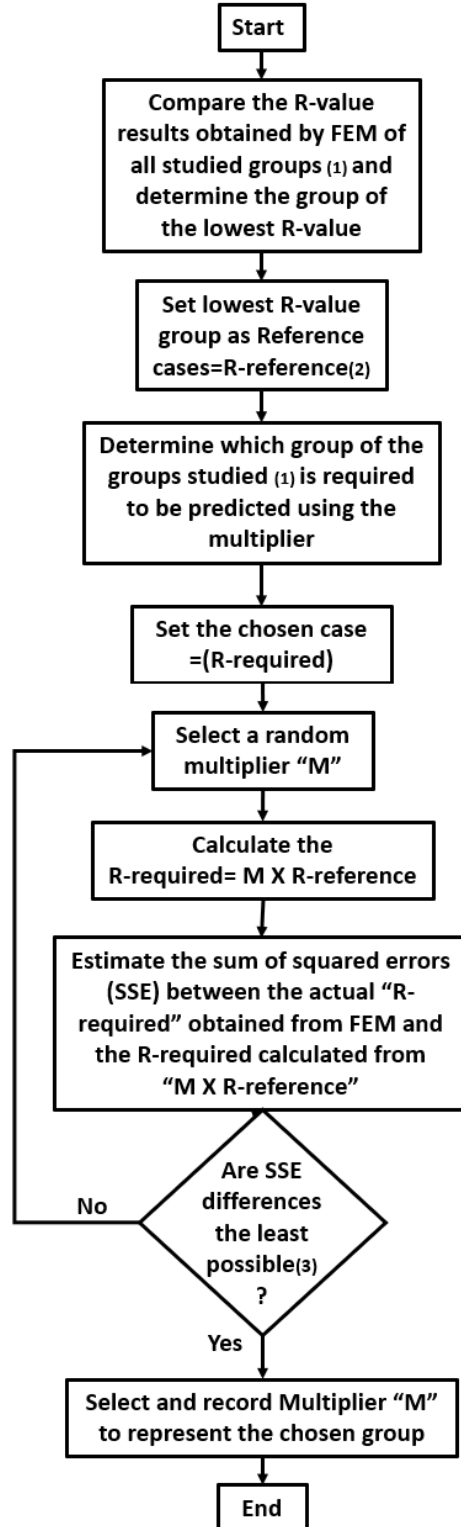 Start
Compare the R-value
results obtained by FEM of
all studied groups (1) and
determine the group of
the lowest R-value
Set lowest R-value
group as Reference
cases=R-reference(2)
Determine which group of the
groups studied (1) is required
to be predicted using the
multiplier
Set the chosen case
=(R-required)
Select a random
multiplier “M”
Calculate the
R-required= M X R-reference
Estimate the sum of squared errors
(SSE) between the actual “R-
required” obtained from FEM and
the R-required calculated from
“M X R-reference”
Are SSE
differences
the least
possible(3)
?
No
Yes
Select and record Multiplier “M”
to represent the chosen group
End